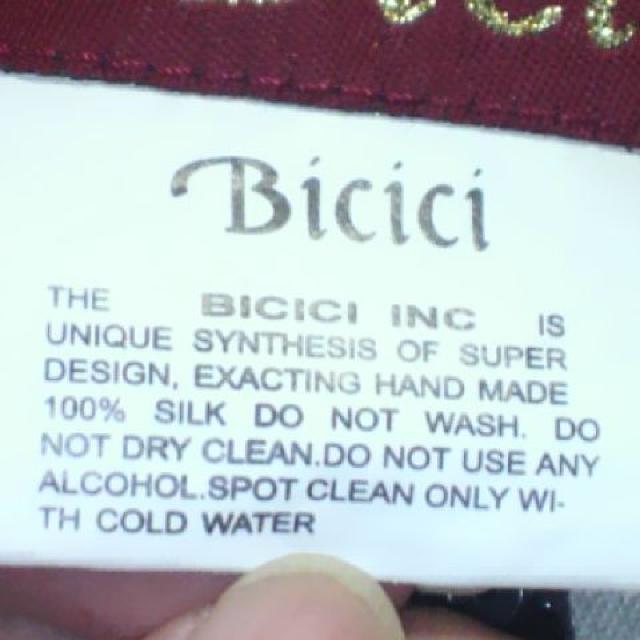 Bicici
THE BICICI INC IS
UNIQUE SYNTHESIS OF SUPER
DESIGN, EXACTING HAND MADE
100% SILK DO NOT WASH. DO
NOT DRY CLEAN.DO NOT USE ANY
ALCOHOL.SPOT CLEAN ONLY WI-
TH COLD WATER